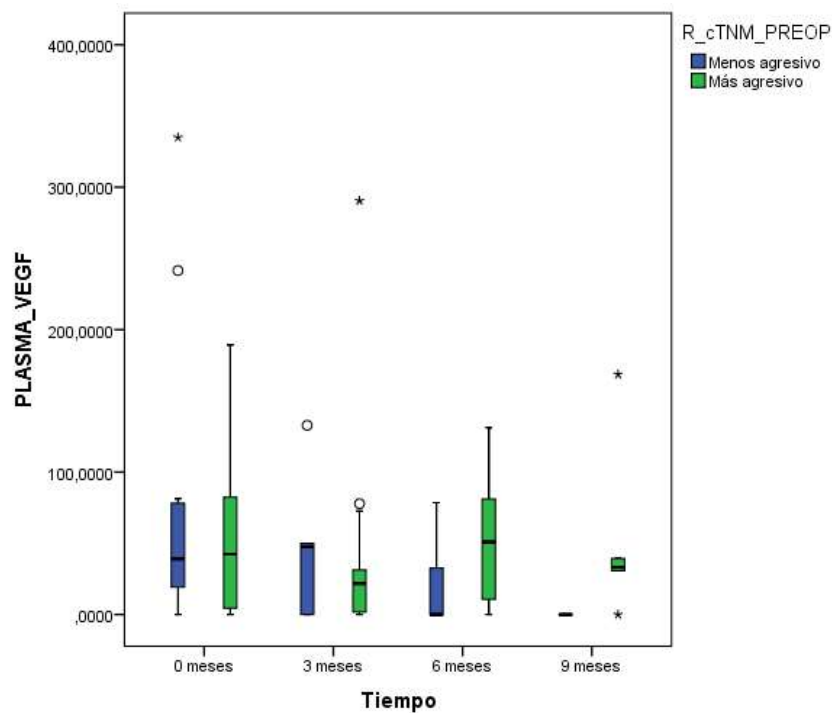 R_cTNM_PREOP
Menos agresivo
Más agresivo
400,0000
300,0000
200,0000
100,0000
,0000
PLASMA_VEGF
0 meses
3 meses
6 meses
9 meses
Tiempo